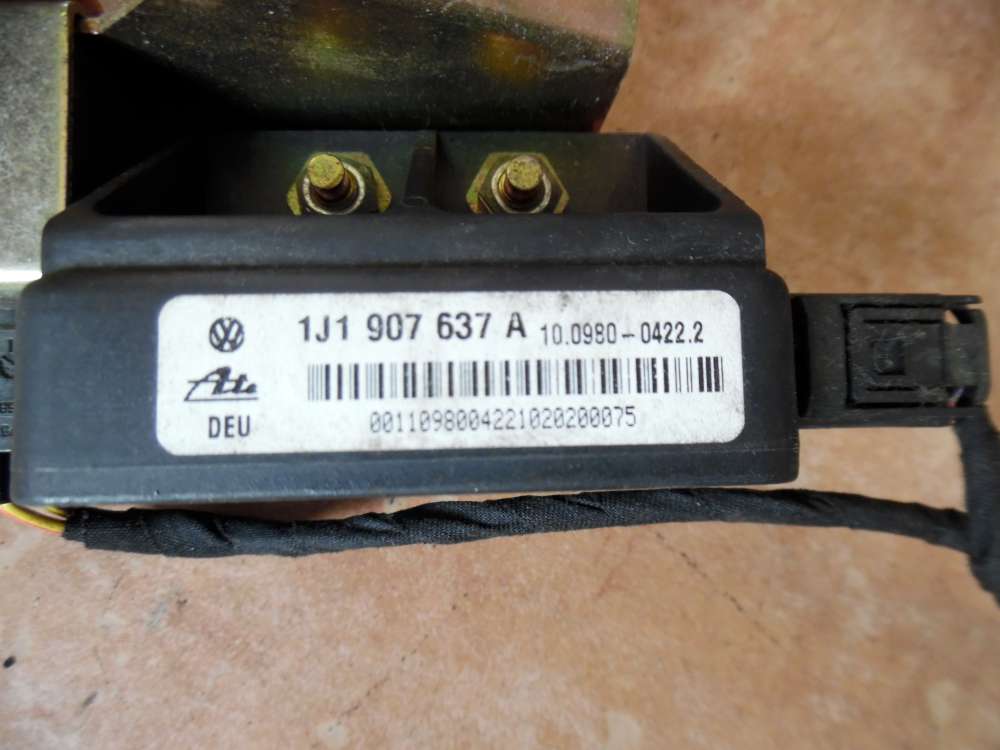 1J1 907 637 A 10.0980-0422.2
Ate
DEU 0011098004221020200075